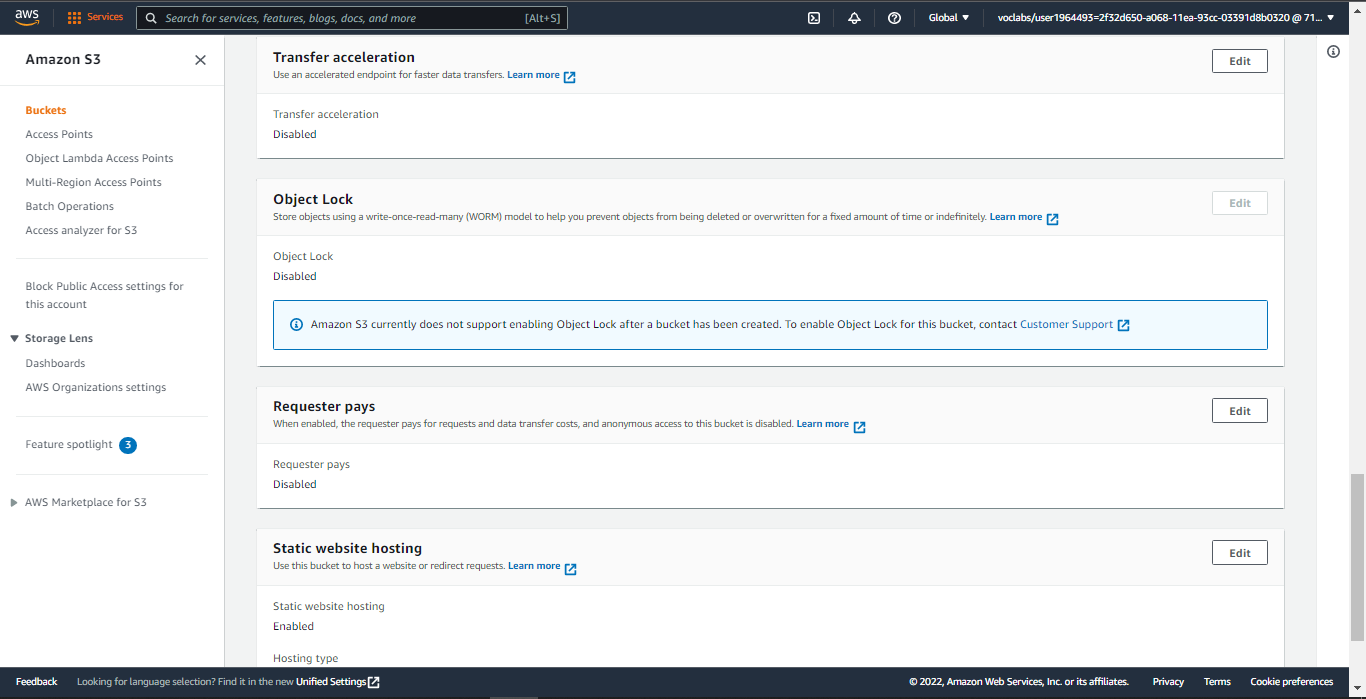 aws
Services
Search for services, features, blogs, docs, and more
[Alt+S]
Global ▼
voclabs/user1964493=2f32d650-a068-11ea-93cc-03391d8b0320 @ 71... ▼
Amazon S3
Buckets
Access Points
Object Lambda Access Points
Multi-Region Access Points
Batch Operations
Access analyzer for S3
Block Public Access settings for
this account
Storage Lens
Dashboards
AWS Organizations settings
Feature spotlight 3
AWS Marketplace for S3
Transfer acceleration
Edit
Use an accelerated endpoint for faster data transfers. Learn more
Transfer acceleration
Disabled
Object Lock
Edit
Store objects using a write-once-read-many (WORM) model to help you prevent objects from being deleted or overwritten for a fixed amount of time or indefinitely. Learn more
Object Lock
Disabled
Amazon S3 currently does not support enabling Object Lock after a bucket has been created. To enable Object Lock for this bucket, contact Customer Support
Requester pays
Edit
When enabled, the requester pays for requests and data transfer costs, and anonymous access to this bucket is disabled. Learn more
Requester pays
Disabled
Static website hosting
Edit
Use this bucket to host a website or redirect requests. Learn more
Static website hosting
Enabled
Hosting type
Feedback
Looking for language selection? Find it in the new Unified Settings
© 2022, Amazon Web Services, Inc. or its affiliates.
Privacy
Terms
Cookie preferences